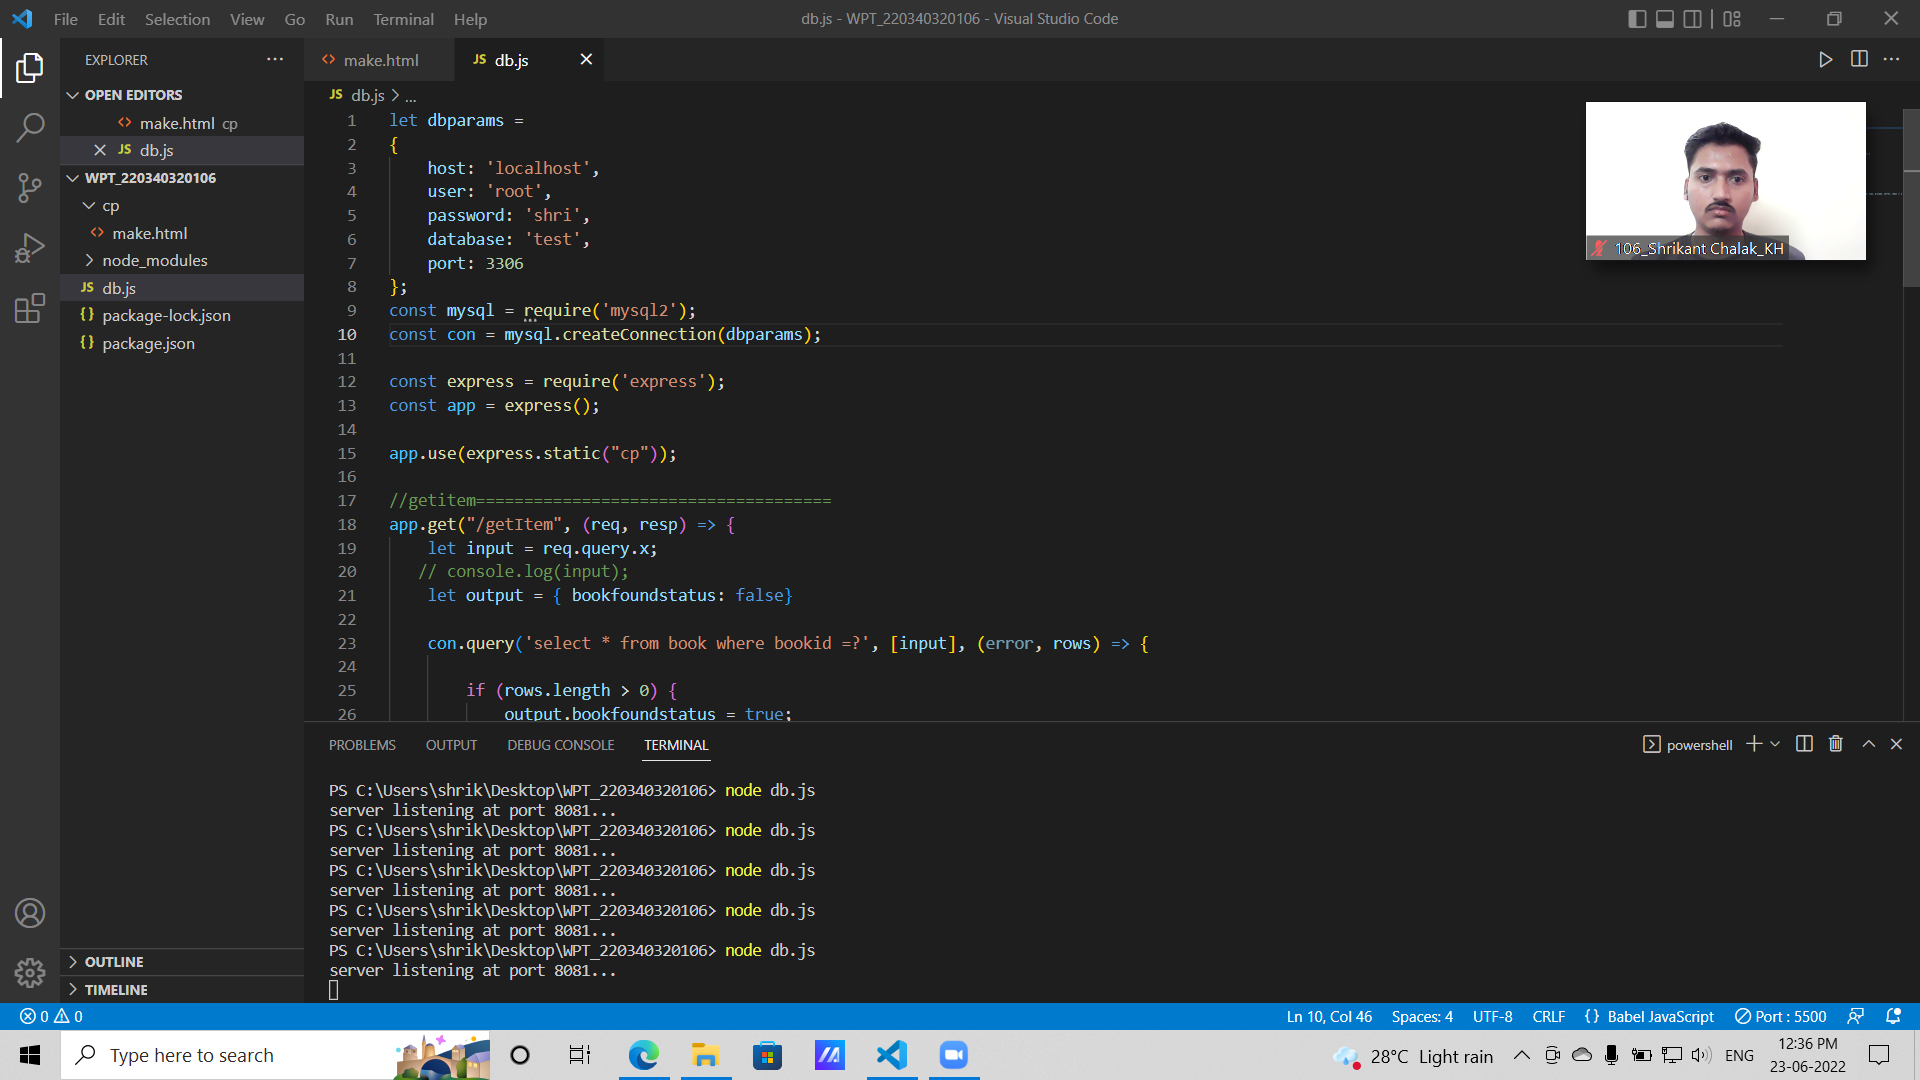 File Edit Selection View Go Run Terminal Help
db.js - WPT_220340320106 - Visual Studio Code
EXPLORER
OPEN EDITORS
make.html cp
JS db.js
WPT_220340320106
cp
make.html
node_modules
JS db.js
{} package-lock.json
{} package.json
OUTLINE
TIMELINE
make.html
JS db.js
JS db.js > ...
1 let dbparams =
2 {
3 host: 'localhost',
4 user: 'root',
5 password: 'shri',
6 database: 'test',
7 port: 3306
8 };
9 const mysql = require('mysql2');
10 const con = mysql.createConnection(dbparams);
11
12 const express = require('express');
13 const app = express();
14
15 app.use(express.static("cp"));
16
17 //getitem=====================================
18 app.get("/getItem", (req, resp) => {
19 let input = req.query.x;
20 // console.log(input);
21 let output = { bookfoundstatus: false}
22
23 con.query('select * from book where bookid =?', [input], (error, rows) => {
24
25 if (rows.length > 0) {
26 output.bookfoundstatus = true;
106_Shrikant Chalak_KH
PROBLEMS OUTPUT DEBUG CONSOLE TERMINAL
powershell
PS C:\Users\shrik\Desktop\WPT_220340320106> node db.js
server listening at port 8081...
PS C:\Users\shrik\Desktop\WPT_220340320106> node db.js
server listening at port 8081...
PS C:\Users\shrik\Desktop\WPT_220340320106> node db.js
server listening at port 8081...
PS C:\Users\shrik\Desktop\WPT_220340320106> node db.js
server listening at port 8081...
PS C:\Users\shrik\Desktop\WPT_220340320106> node db.js
server listening at port 8081...
0 0
Ln 10, Col 46 Spaces: 4 UTF-8 CRLF {} Babel JavaScript Port : 5500
Type here to search
28°C Light rain
ENG
12:36 PM
23-06-2022